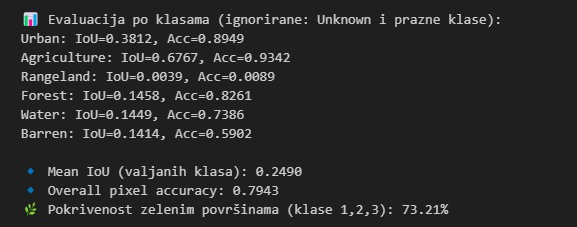 📊 Evaluacija po klasama (ignorirane: Unknown i prazne klase):
Urban: IoU=0.3812, Acc=0.8949
Agriculture: IoU=0.6767, Acc=0.9342
Rangeland: IoU=0.0039, Acc=0.0089
Forest: IoU=0.1458, Acc=0.8261
Water: IoU=0.1449, Acc=0.7386
Barren: IoU=0.1414, Acc=0.5902
🔹 Mean IoU (valjanih klasa): 0.2490
🔹 Overall pixel accuracy: 0.7943
🌿 Pokrivenost zelenim površinama (klase 1,2,3): 73.21%